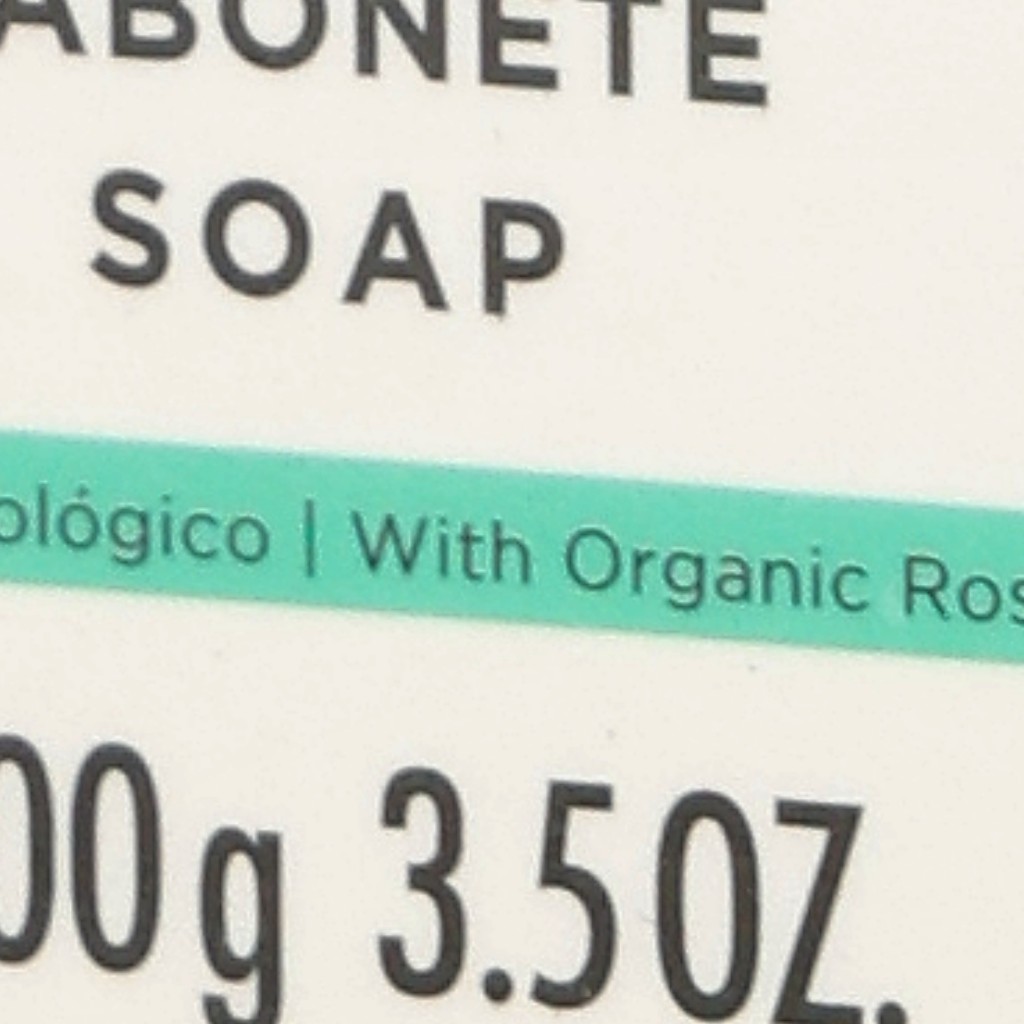 ABONETE
SOAP
ológico | With Organic Ros
00g 3.5OZ.